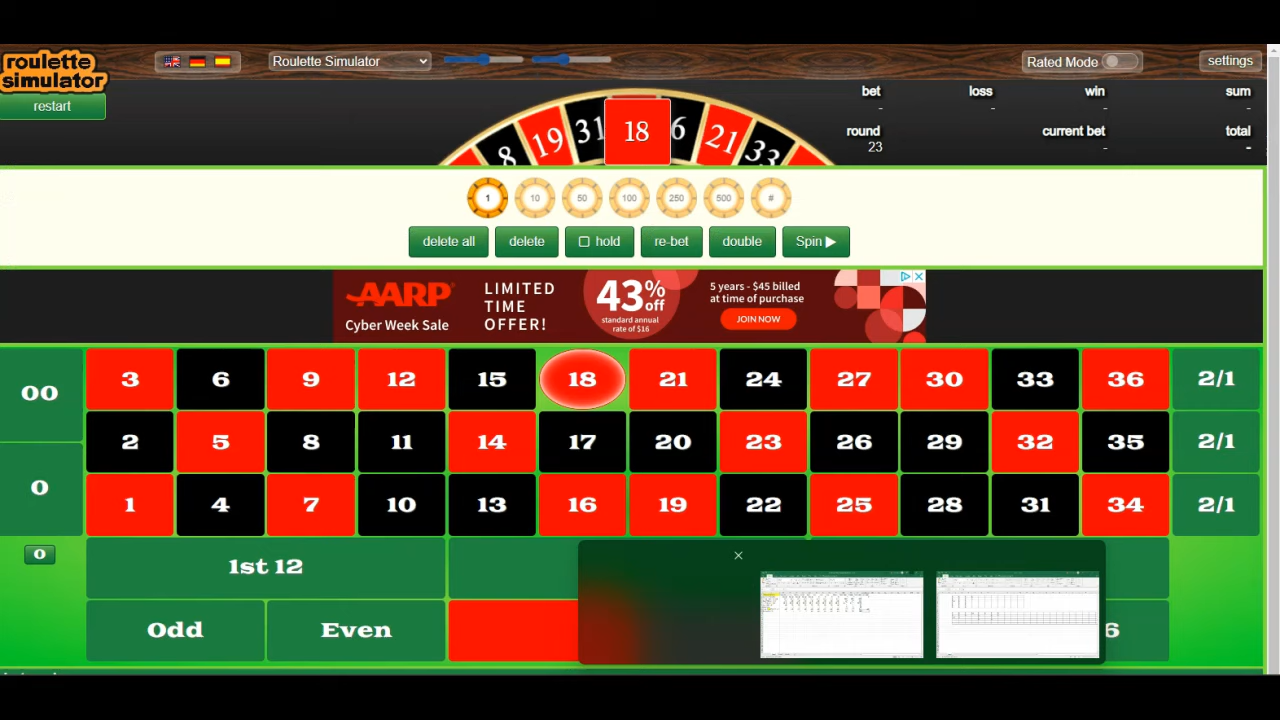 roulette
simulator
Roulette Simulator
Rated Mode
settings
restart
bet loss win sum
- - - -
round current bet total
23 - -
8 19 31 18 6 21 33
1 10 50 100 250 500 #
delete all delete hold re-bet double Spin
AARP
Cyber Week Sale
LIMITED
TIME
OFFER!
43% off
standard annual
rate of $16
5 years - $45 billed
at time of purchase
JOIN NOW
00 3 6 9 12 15 18 21 24 27 30 33 36 2/1
2 5 8 11 14 17 20 23 26 29 32 35 2/1
0 1 4 7 10 13 16 19 22 25 28 31 34 2/1
0 1st 12
Odd Even 6